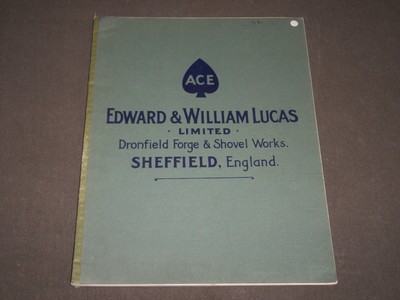 ACE
EDWARD & WILLIAM LUCAS
· LIMITED ·
Dronfield Forge & Shovel Works.
SHEFFIELD, England.